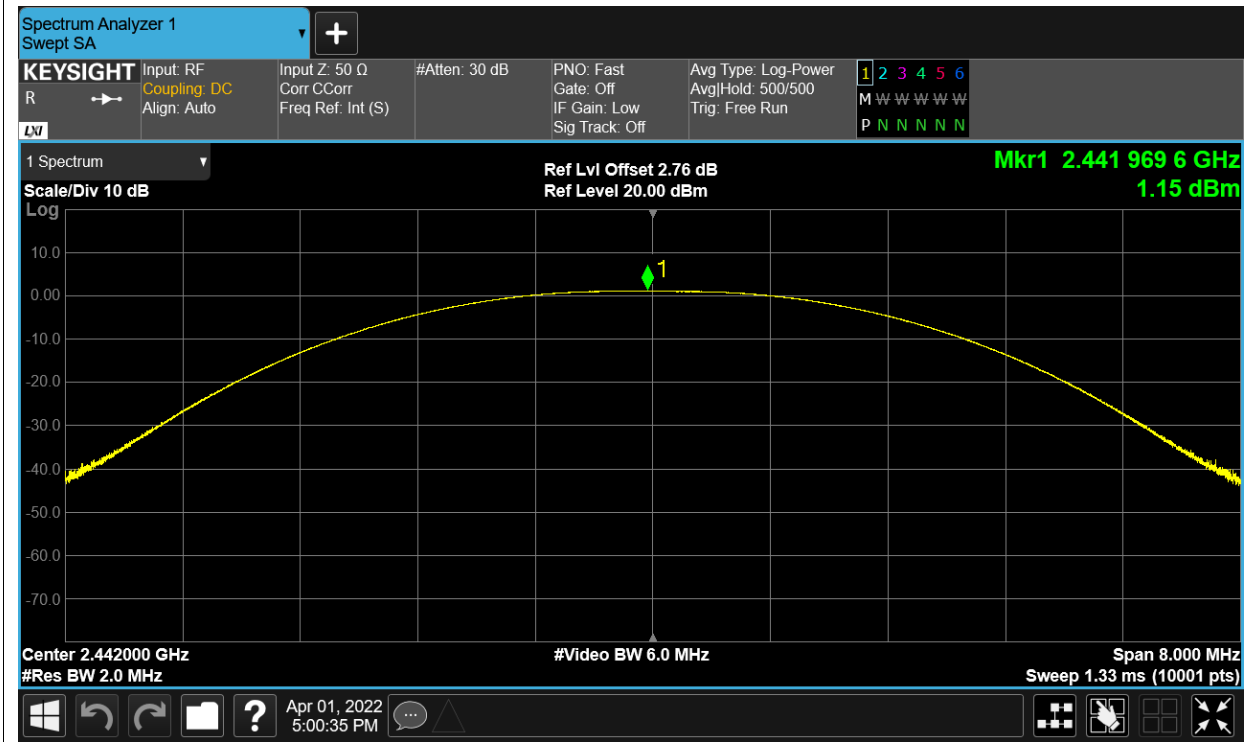 Spectrum Analyzer 1
Swept SA
KEYSIGHT
R
LXI
Input: RF
Coupling: DC
Align: Auto
Input Z: 50 Ω
Corr CCorr
Freq Ref: Int (S)
#Atten: 30 dB
PNO: Fast
Gate: Off
IF Gain: Low
Sig Track: Off
Avg Type: Log-Power
Avg|Hold: 500/500
Trig: Free Run
1 2 3 4 5 6
M W W W W W
P N N N N N
1 Spectrum
Scale/Div 10 dB
Log
Ref Lvl Offset 2.76 dB
Ref Level 20.00 dBm
Mkr1 2.441 969 6 GHz
1.15 dBm
10.0
1
0.00
-10.0
-20.0
-30.0
-40.0
-50.0
-60.0
-70.0
Center 2.442000 GHz
#Video BW 6.0 MHz
Span 8.000 MHz
#Res BW 2.0 MHz
Sweep 1.33 ms (10001 pts)
?
Apr 01, 2022
5:00:35 PM